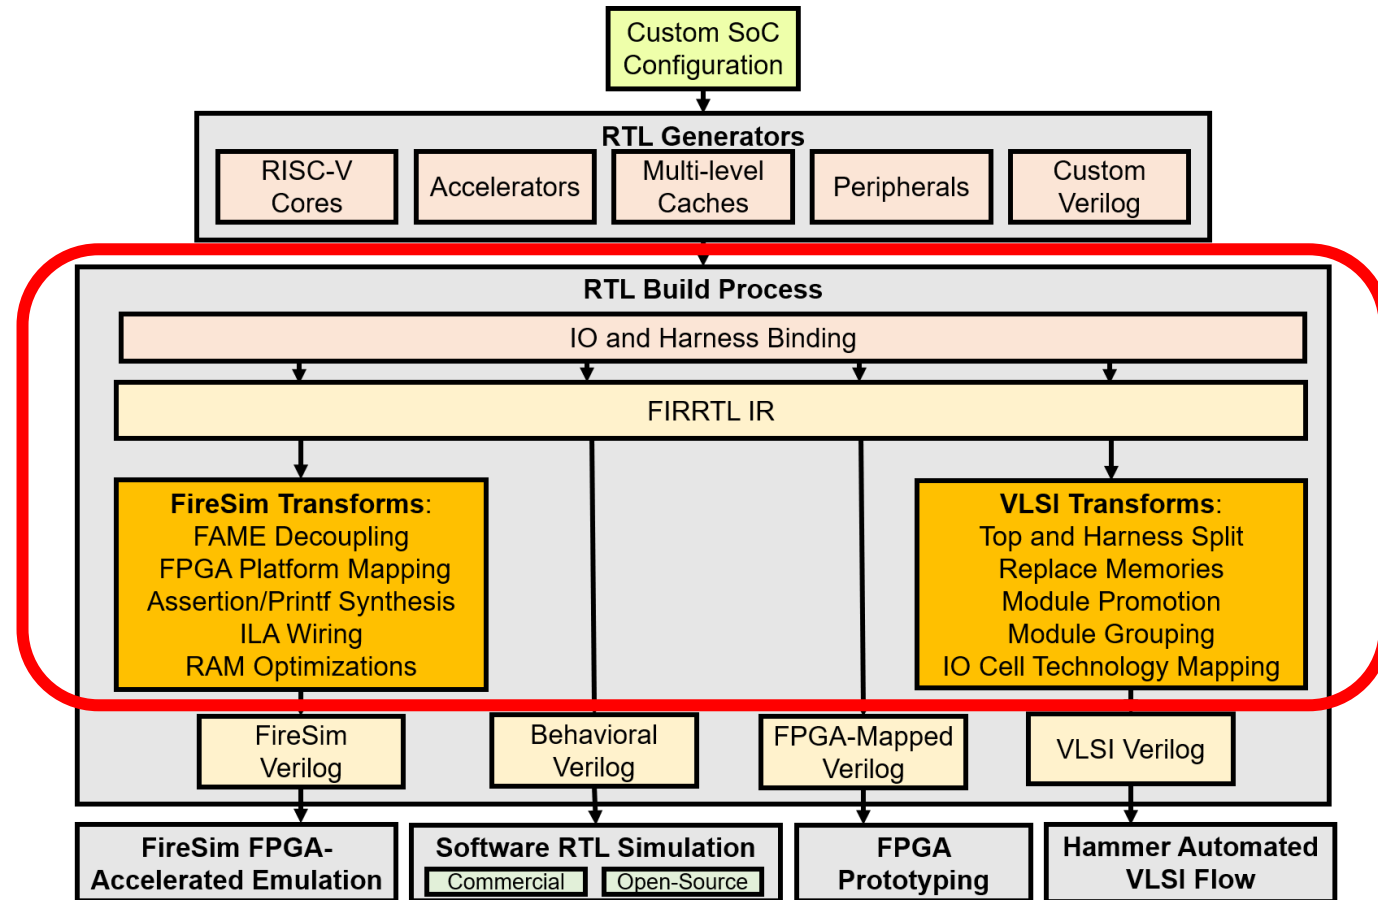 Custom SoC
Configuration
RTL Generators
RISC-V
Cores
Accelerators
Multi-level
Caches
Peripherals
Custom
Verilog
RTL Build Process
IO and Harness Binding
FIRRTL IR
FireSim Transforms:
FAME Decoupling
FPGA Platform Mapping
Assertion/Printf Synthesis
ILA Wiring
RAM Optimizations
VLSI Transforms:
Top and Harness Split
Replace Memories
Module Promotion
Module Grouping
IO Cell Technology Mapping
FireSim
Verilog
Behavioral
Verilog
FPGA-Mapped
Verilog
VLSI Verilog
FireSim FPGA-
Accelerated Emulation
Software RTL Simulation
Commercial
Open-Source
FPGA
Prototyping
Hammer Automated
VLSI Flow